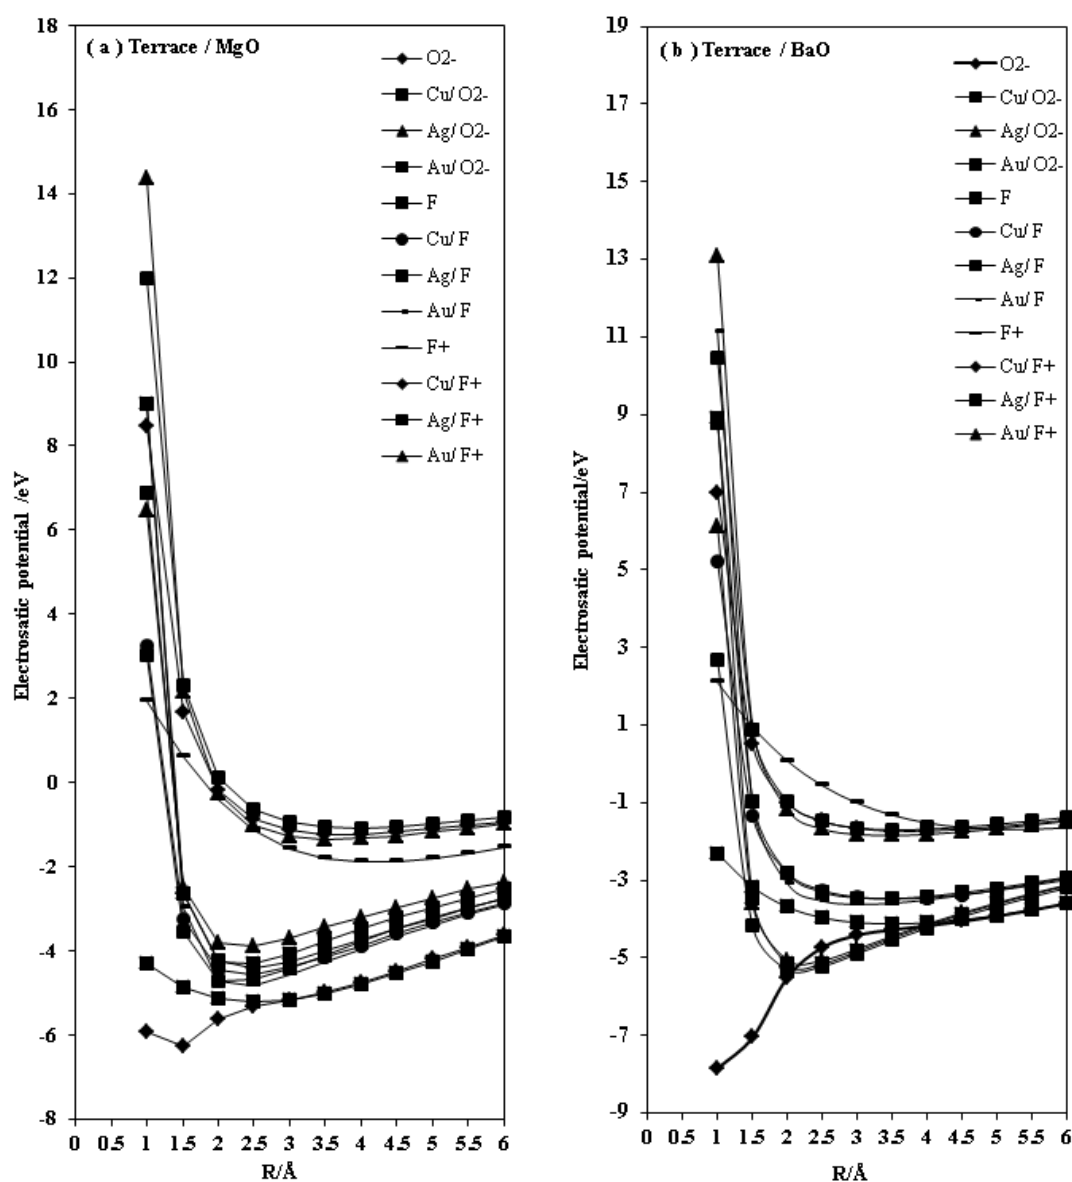 ( a ) Terrace / MgO
18
16
14
12
10
8
6
4
2
0
-2
-4
-6
-8
Electrosatic potential /eV
O2-
Cu/ O2-
Ag/ O2-
Au/ O2-
F
Cu/ F
Ag/ F
Au/ F
F+
Cu/ F+
Ag/ F+
Au/ F+
0 0.5 1 1.5 2 2.5 3 3.5 4 4.5 5 5.5 6
R/Å
( b ) Terrace / BaO
19
17
15
13
11
9
7
5
3
1
-1
-3
-5
-7
-9
Electrosatic potential/eV
O2-
Cu/ O2-
Ag/ O2-
Au/ O2-
F
Cu/ F
Ag/ F
Au/ F
F+
Cu/ F+
Ag/ F+
Au/ F+
0 0.5 1 1.5 2 2.5 3 3.5 4 4.5 5 5.5 6
R/Å